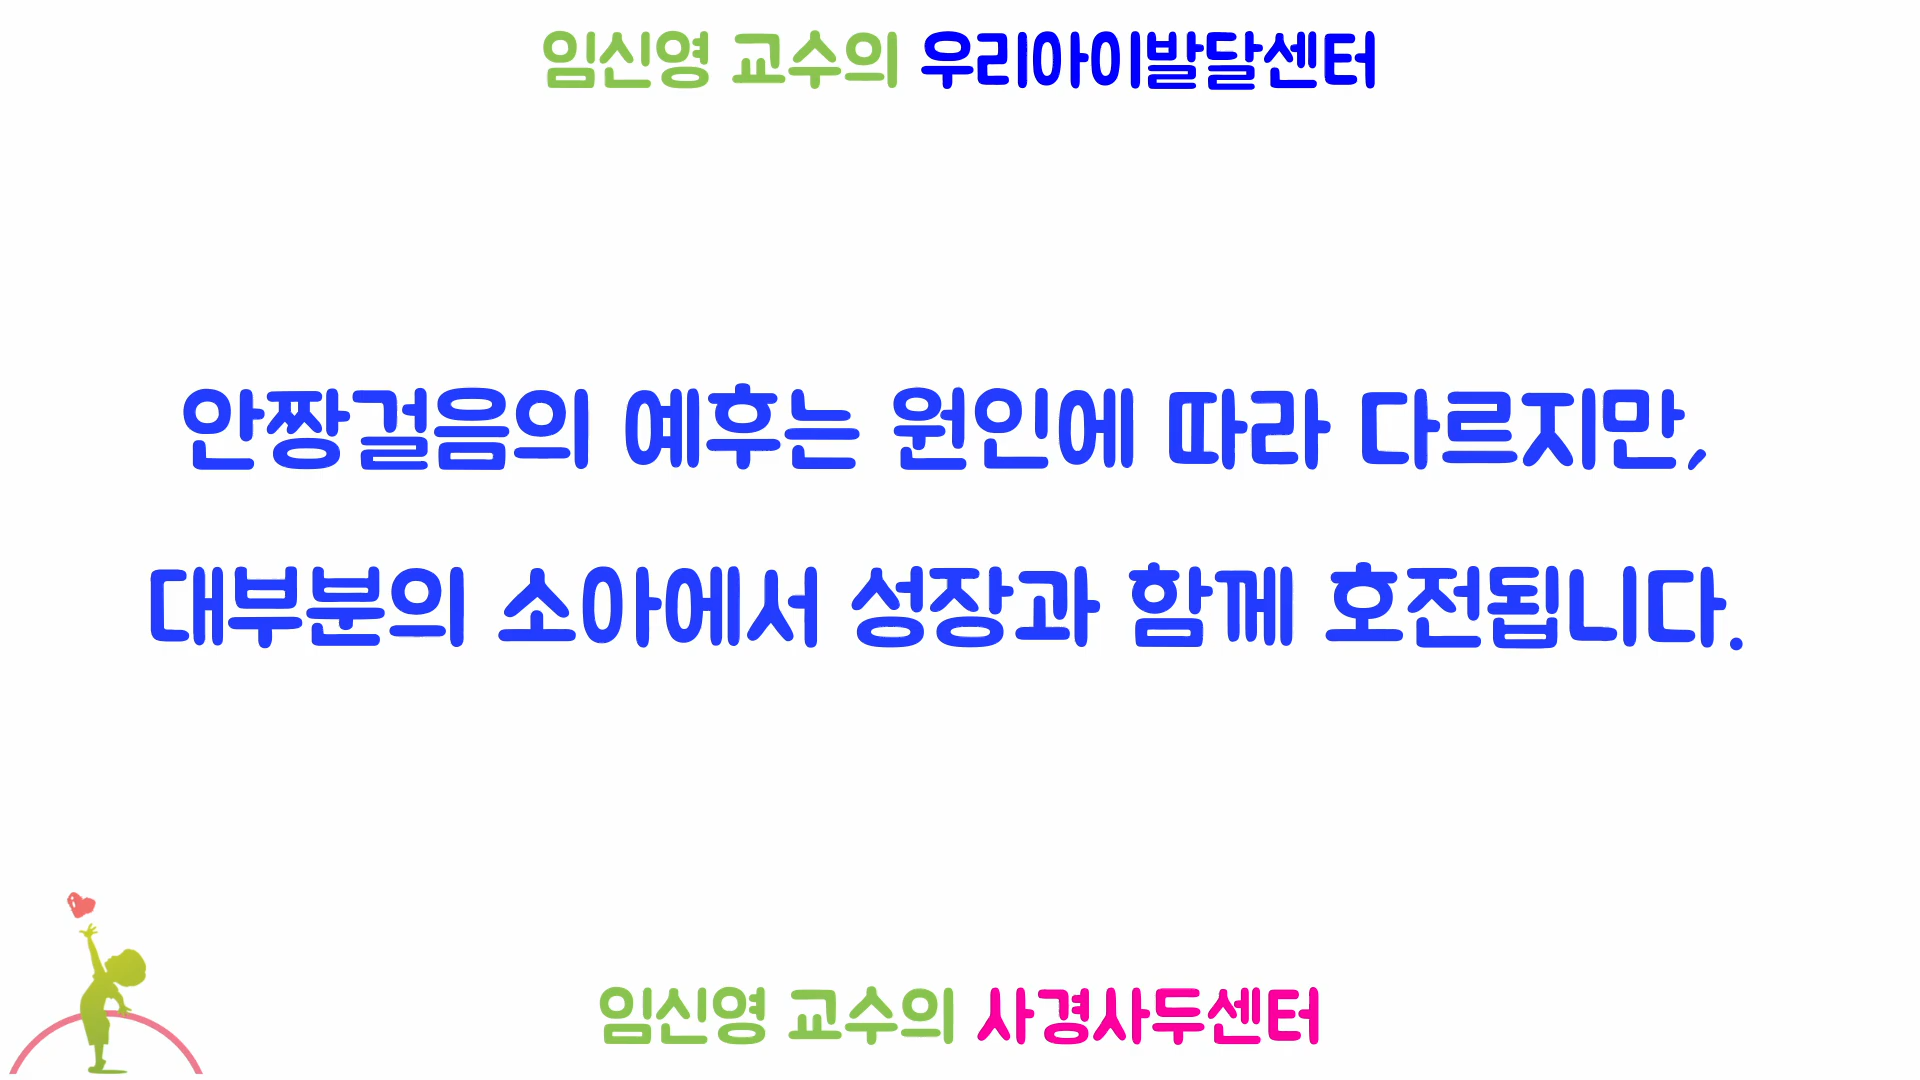 임신영 교수의 우리아이발달센터
안짱걸음의 예후는 원인에 따라 다르지만,
대부분의 소아에서 성장과 함께 호전됩니다.
임신영 교수의 사경사두센터